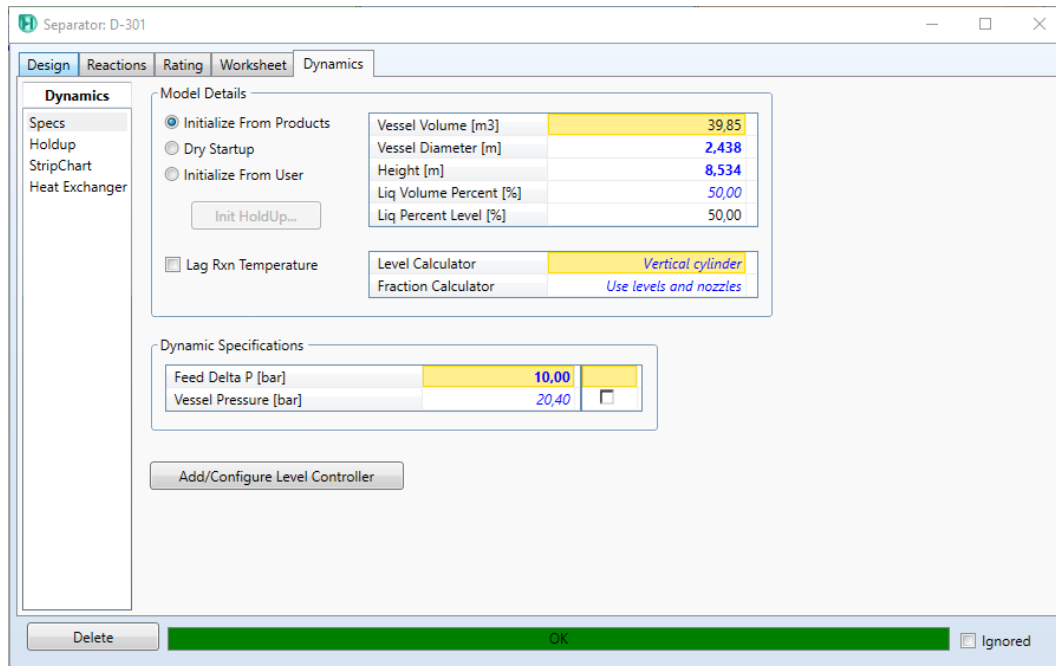 Separator: D-301
Design Reactions Rating Worksheet Dynamics
Dynamics
Specs
Holdup
StripChart
Heat Exchanger
Model Details
Initialize From Products
Dry Startup
Initialize From User
Init HoldUp...
Lag Rxn Temperature
Vessel Volume [m3] 39,85
Vessel Diameter [m] 2,438
Height [m] 8,534
Liq Volume Percent [%] 50,00
Liq Percent Level [%] 50,00
Level Calculator Vertical cylinder
Fraction Calculator Use levels and nozzles
Dynamic Specifications
Feed Delta P [bar] 10,00
Vessel Pressure [bar] 20,40
Add/Configure Level Controller
Delete OK Ignored